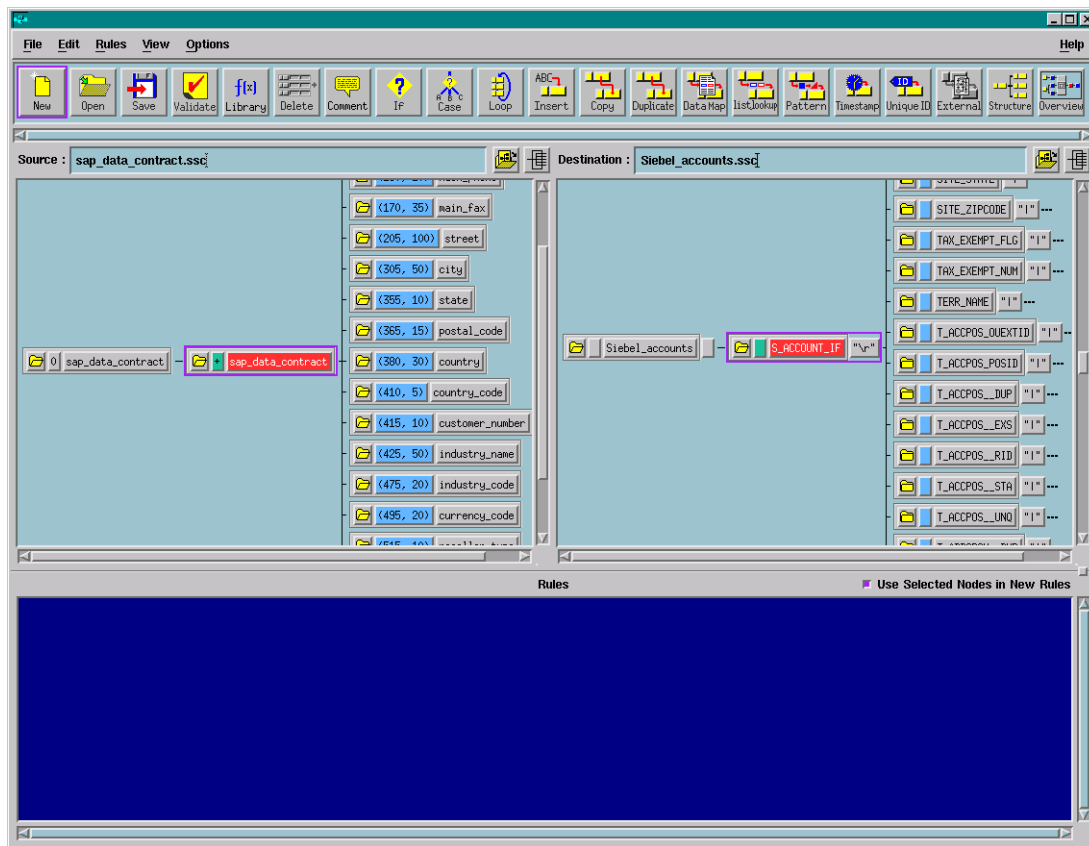 File Edit Rules View Options Help
New Open Save Validate f(x) Library Delete Comment ? If A B C Case Loop ABC Insert Copy Duplicate Data Map listlookup Pattern Timestamp ID Unique ID External Structure Overview
Source : sap_data_contract.ssc Destination : Siebel_accounts.ssc
(170, 35) main_fax
(205, 100) street
(305, 50) city
(355, 10) state
(365, 15) postal_code
0 sap_data_contract + sap_data_contract
(380, 30) country
(410, 5) country_code
(415, 10) customer_number
(425, 50) industry_name
(475, 20) industry_code
(495, 20) currency_code
SITE_STATE "|"
SITE_ZIPCODE "|"
TAX_EXEMPT_FLG "|"
TAX_EXEMPT_NUM "|"
TERR_NAME "|"
T_ACCPOS_OUEXTID "|"
Siebel_accounts S_ACCOUNT_IF "\r"
T_ACCPOS_POSID "|"
T_ACCPOS__DUP "|"
T_ACCPOS__EXS "|"
T_ACCPOS__RID "|"
T_ACCPOS__STA "|"
T_ACCPOS__UNQ "|"
Rules Use Selected Nodes in New Rules